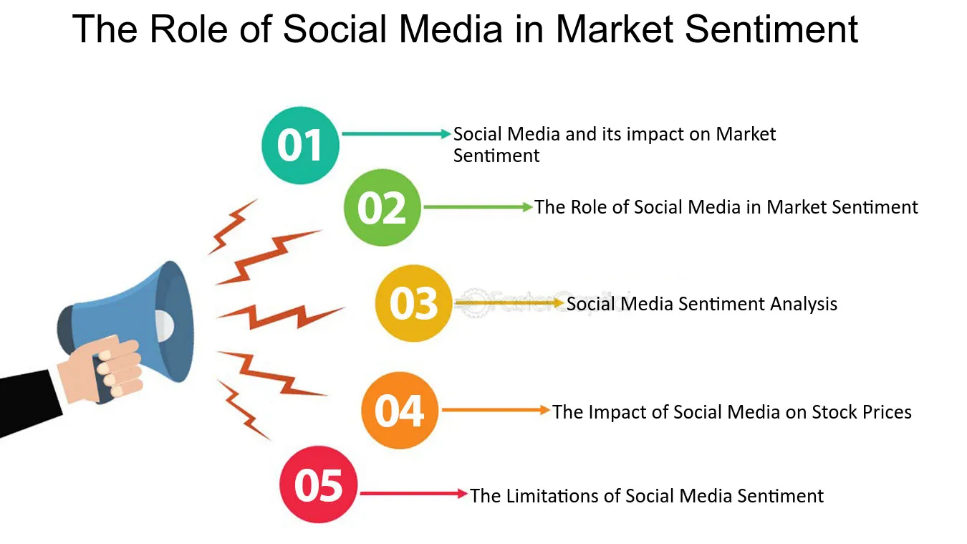 The Role of Social Media in Market Sentiment
01
Social Media and its impact on Market
Sentiment
02
The Role of Social Media in Market Sentiment
03
Social Media Sentiment Analysis
04
The Impact of Social Media on Stock Prices
05
The Limitations of Social Media Sentiment